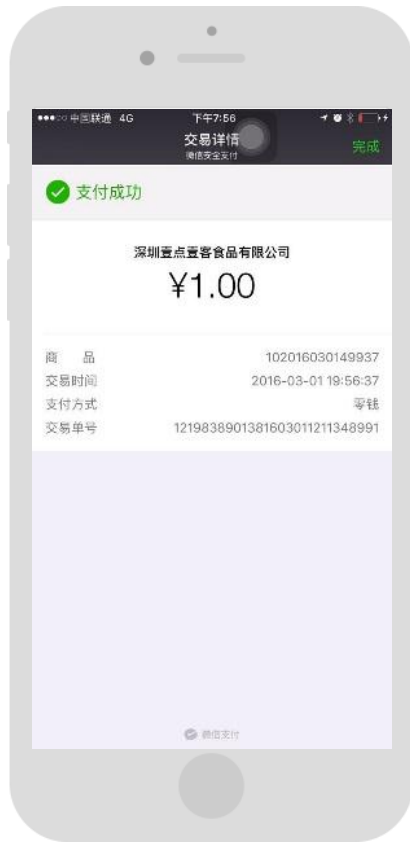 中国联通 4G 下午7:56
交易详情
微信安全支付
完成
支付成功
深圳壹点壹客食品有限公司
¥1.00
商 品 102016030149937
交易时间 2016-03-01 19:56:37
支付方式 零钱
交易单号 1219838901381603011211348991
微信支付